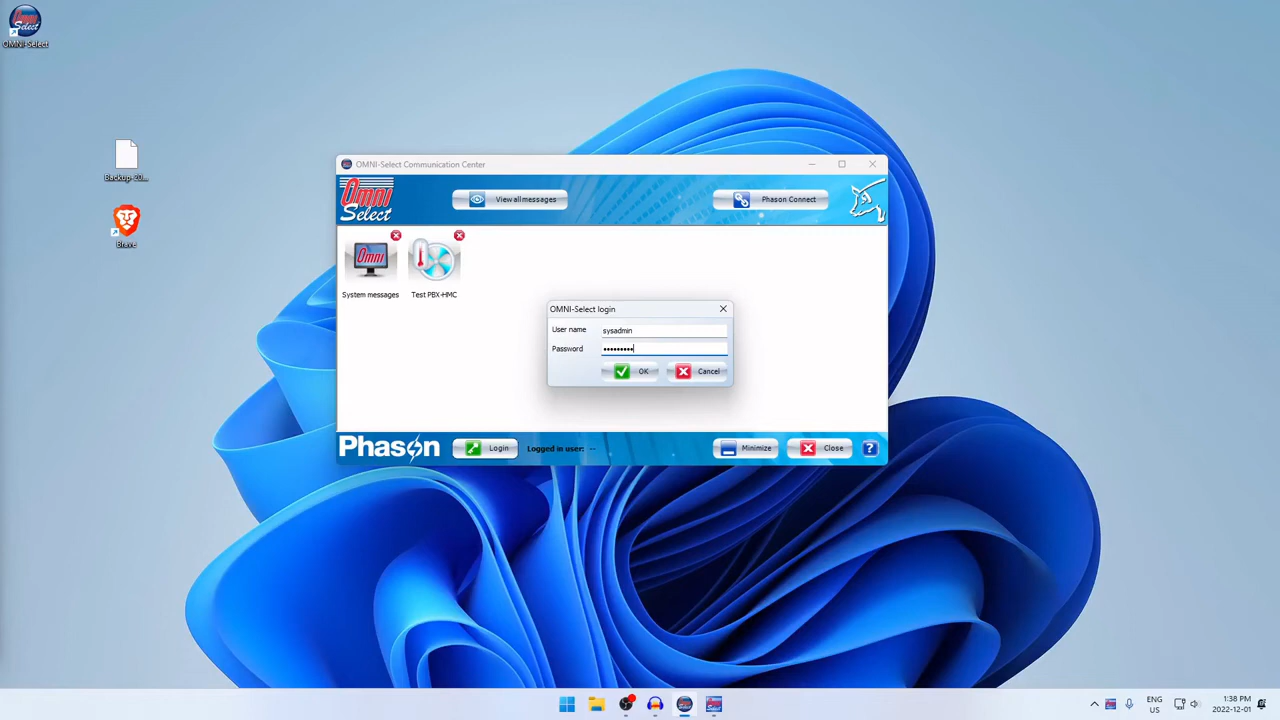 OMNI-Select
Backup-20...
Brave
OMNI-Select Communication Center
Omni
Select
View all messages
Phason Connect
Omni
System messages
Test PBX-HMC
OMNI-Select login
User name
sysadmin
Password
•••••••••
OK
Cancel
Phason
Login
Logged in user: --
Minimize
Close
?
ENG
US
1:38 PM
2022-12-01